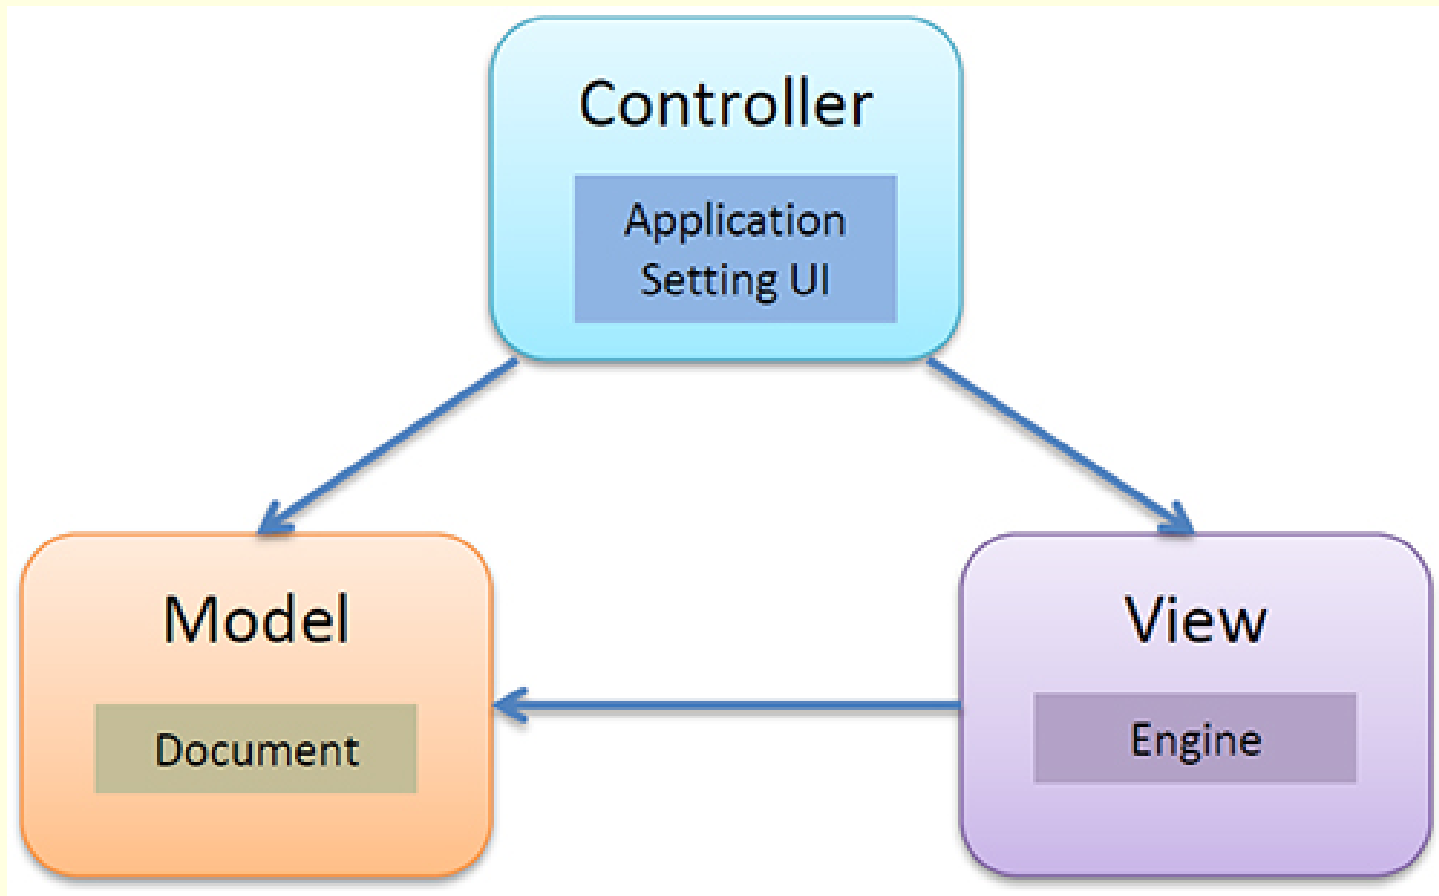 Controller
Application
Setting UI
Model
Document
View
Engine